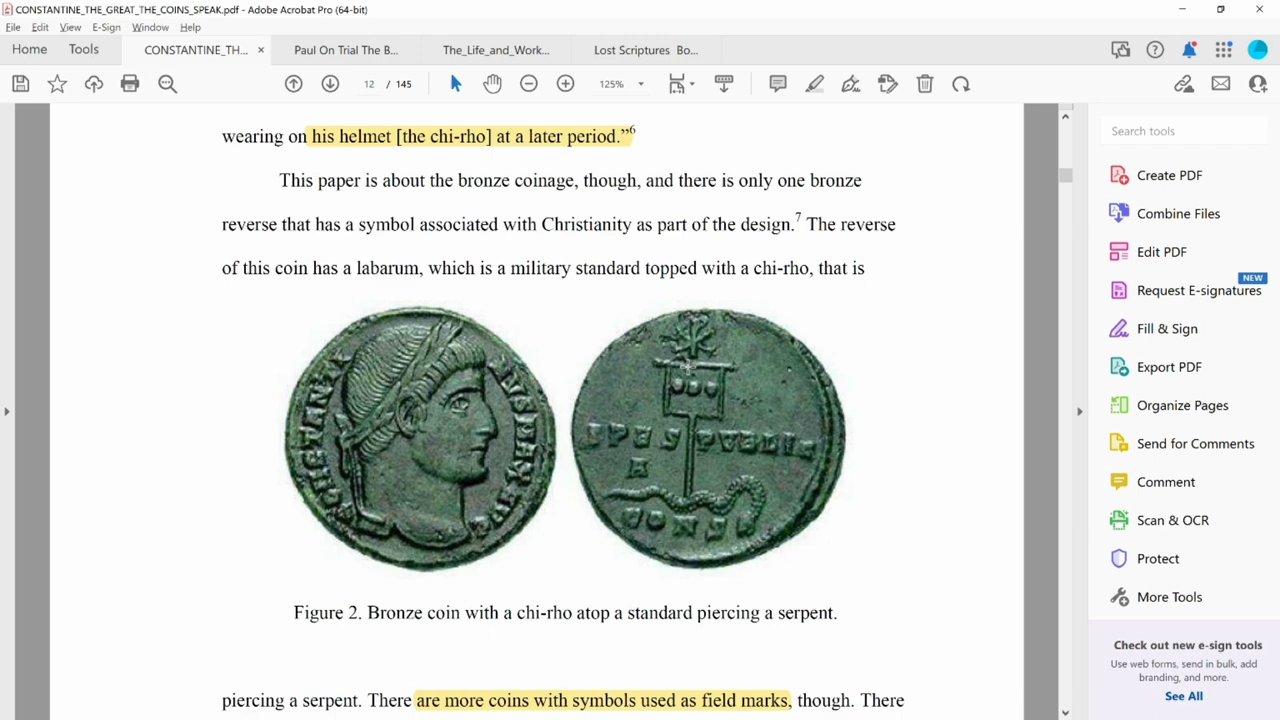 CONSTANTINE_THE_GREAT_THE_COINS_SPEAK.pdf - Adobe Acrobat Pro (64-bit)
File Edit View E-Sign Window Help
Home Tools CONSTANTINE_TH... × Paul On Trial The B... The_Life_and_Work... Lost Scriptures Bo...
12 / 145 125%
wearing on his helmet [the chi-rho] at a later period.”6
This paper is about the bronze coinage, though, and there is only one bronze
reverse that has a symbol associated with Christianity as part of the design.7 The reverse
of this coin has a labarum, which is a military standard topped with a chi-rho, that is
SPES PVBLIC
A
CONS
Figure 2. Bronze coin with a chi-rho atop a standard piercing a serpent.
piercing a serpent. There are more coins with symbols used as field marks, though. There
Search tools
Create PDF
Combine Files
Edit PDF
NEW
Request E-signatures
Fill & Sign
Export PDF
Organize Pages
Send for Comments
Comment
Scan & OCR
Protect
More Tools
Check out new e-sign tools
Use web forms, send in bulk, add
branding, and more.
See All